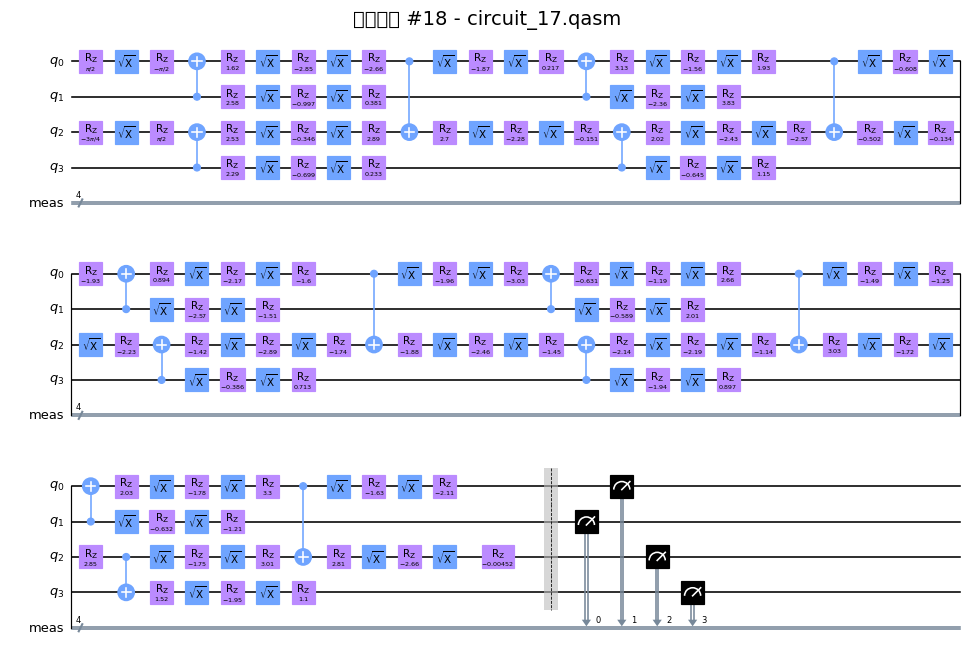 #18 - circuit_17.qasm
q0 RZ π/2 √X RZ −π/2 RZ 1.62 √X RZ −2.85 √X RZ −2.66 √X RZ −1.87 √X RZ 0.217 RZ 3.13 √X RZ −1.56 √X RZ 1.93 √X RZ −0.608 √X
q1 RZ 2.58 √X RZ −0.997 √X RZ 0.381 √X RZ −2.36 √X RZ 3.83
q2 RZ −3π/4 √X RZ π/2 RZ 2.53 √X RZ −0.346 √X RZ 2.89 RZ 2.7 √X RZ −2.28 √X RZ −0.151 RZ 2.02 √X RZ −2.43 √X RZ −2.57 RZ −0.502 √X RZ −0.134
q3 RZ 2.29 √X RZ −0.699 √X RZ 0.233 √X RZ −0.645 √X RZ 1.15
meas 4
q0 RZ −1.93 RZ 0.894 √X RZ −2.17 √X RZ −1.6 √X RZ −1.96 √X RZ −3.03 RZ −0.631 √X RZ −1.19 √X RZ 2.66 √X RZ −1.49 √X RZ −1.25
q1 √X RZ −2.57 √X RZ −1.51 √X RZ −0.589 √X RZ 2.01
q2 √X RZ −2.23 RZ −1.42 √X RZ −2.89 √X RZ −1.74 RZ −1.88 √X RZ −2.46 √X RZ −1.45 RZ −2.14 √X RZ −2.19 √X RZ −1.14 RZ 3.03 √X RZ −1.72 √X
q3 √X RZ −0.386 √X RZ 0.713 √X RZ −1.94 √X RZ 0.897
meas 4
q0 RZ 2.03 √X RZ −1.78 √X RZ 3.3 √X RZ −1.63 √X RZ −2.11
q1 √X RZ −0.632 √X RZ −1.21
q2 RZ 2.85 √X RZ −1.75 √X RZ 3.01 RZ 2.81 √X RZ −2.66 √X RZ −0.00452
q3 RZ 1.52 √X RZ −1.95 √X RZ 1.1
meas 4 0 1 2 3